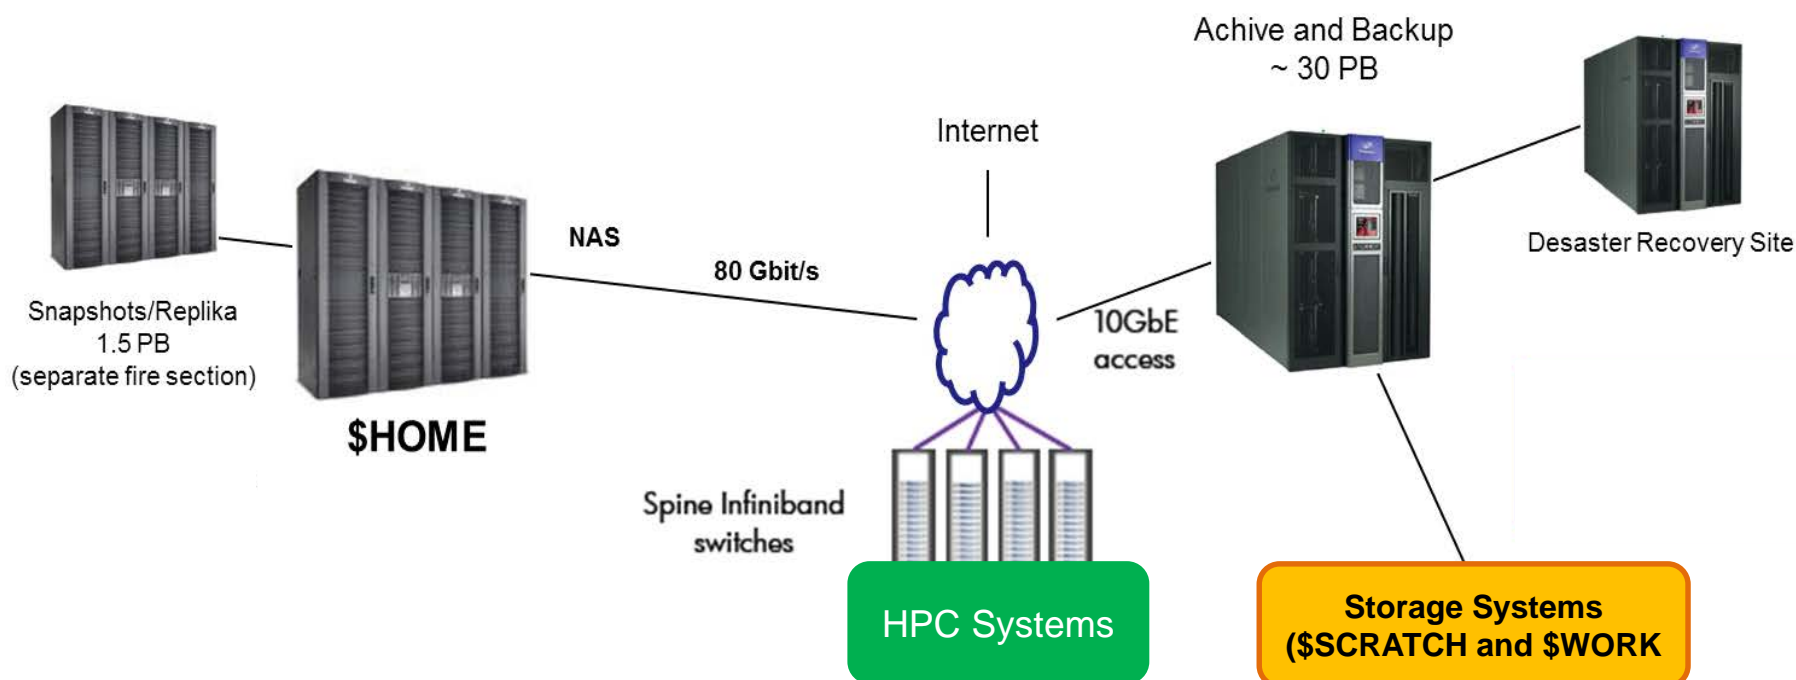 Achive and Backup
~ 30 PB
Internet
Desaster Recovery Site
NAS
80 Gbit/s
Snapshots/Replika
1.5 PB
(separate fire section)
$HOME
10GbE
access
Spine Infiniband
switches
HPC Systems
Storage Systems
($SCRATCH and $WORK